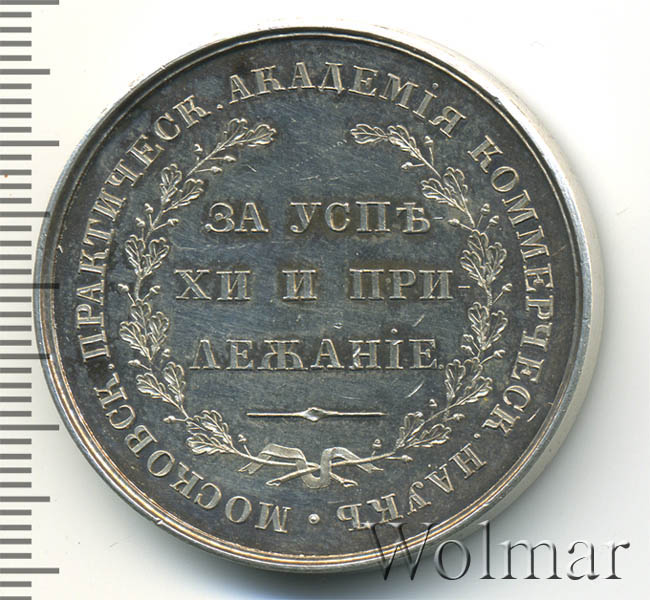 МОСКОВСК. ПРАКТИЧЕСК. АКАДЕМІЯ КОММЕРЧЕСК. НАУКЪ •
ЗА УСПѢ-
ХИ И ПРИ-
ЛЕЖАНІЕ.
Wolmar